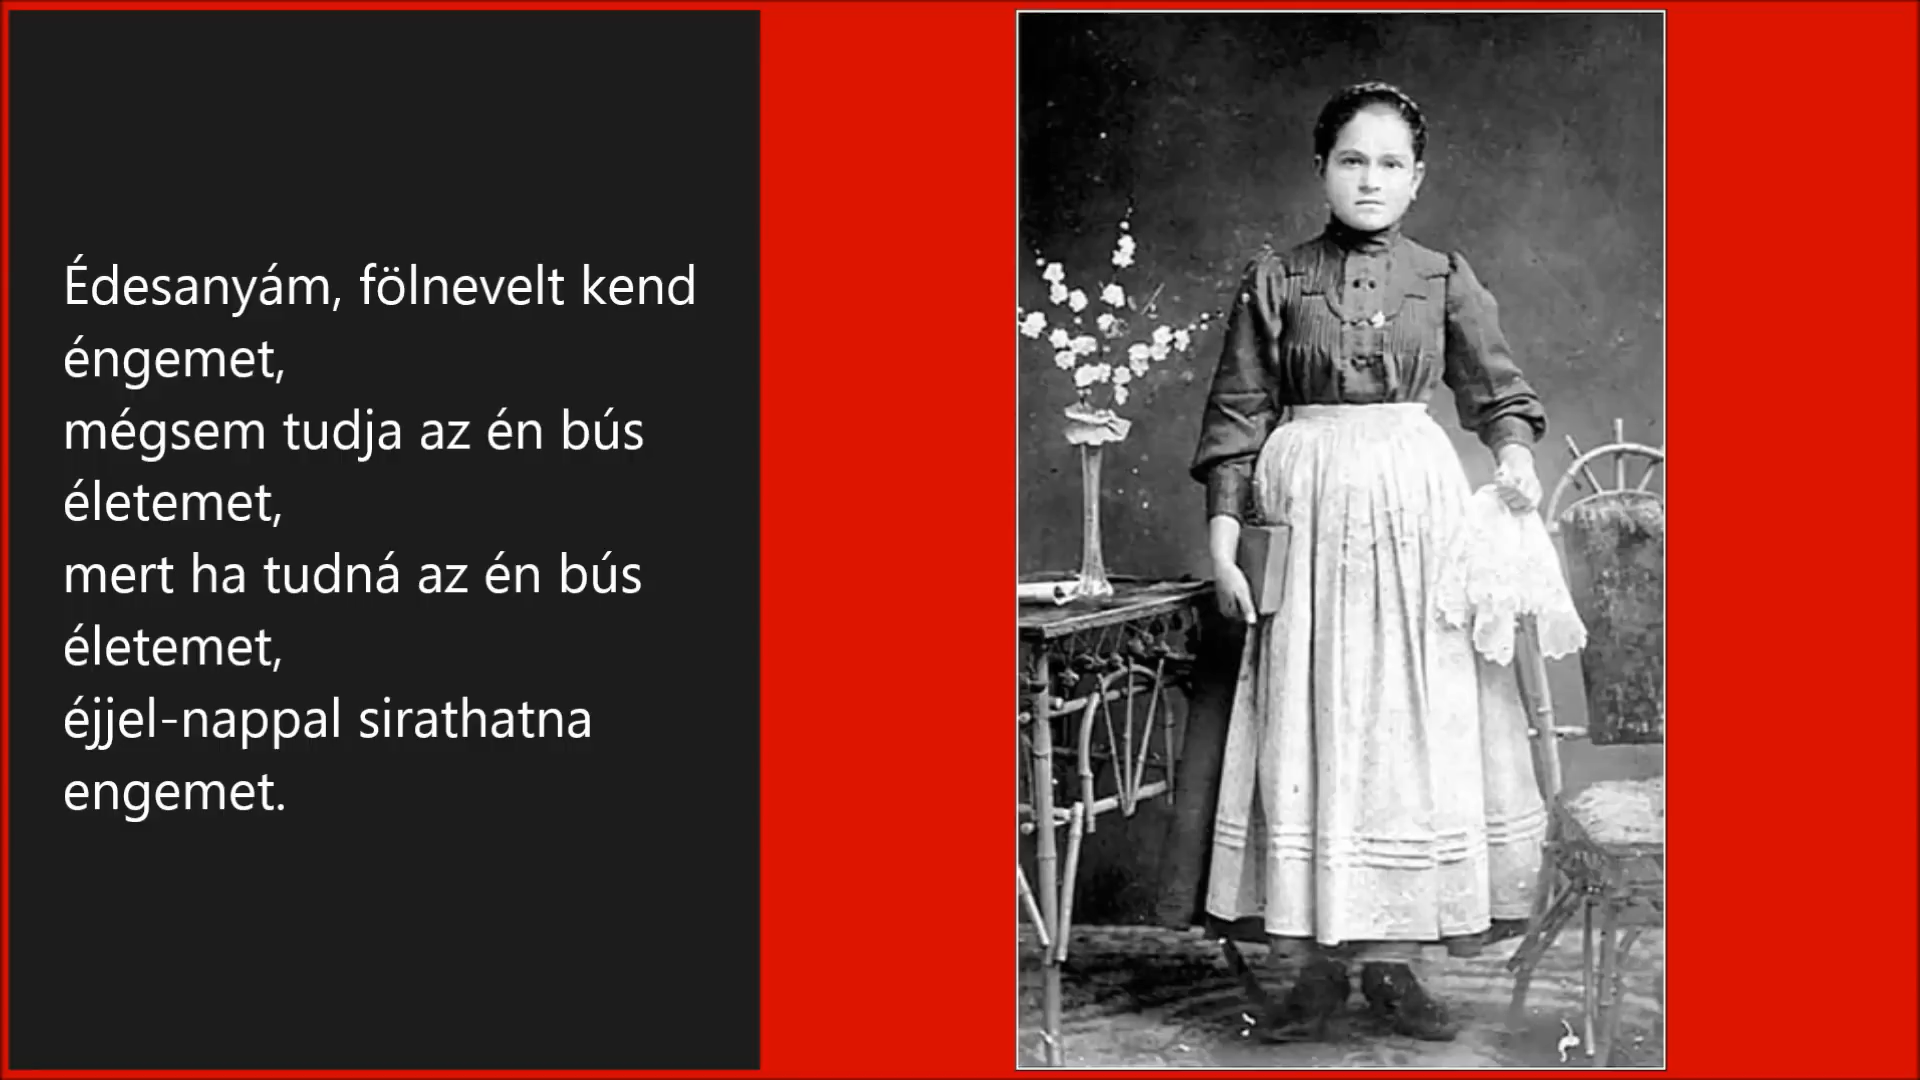 Édesanyám, fölnevelt kend
éngemet,
mégsem tudja az én bús
életemet,
mert ha tudná az én bús
életemet,
éjjel-nappal sirathatna
engemet.